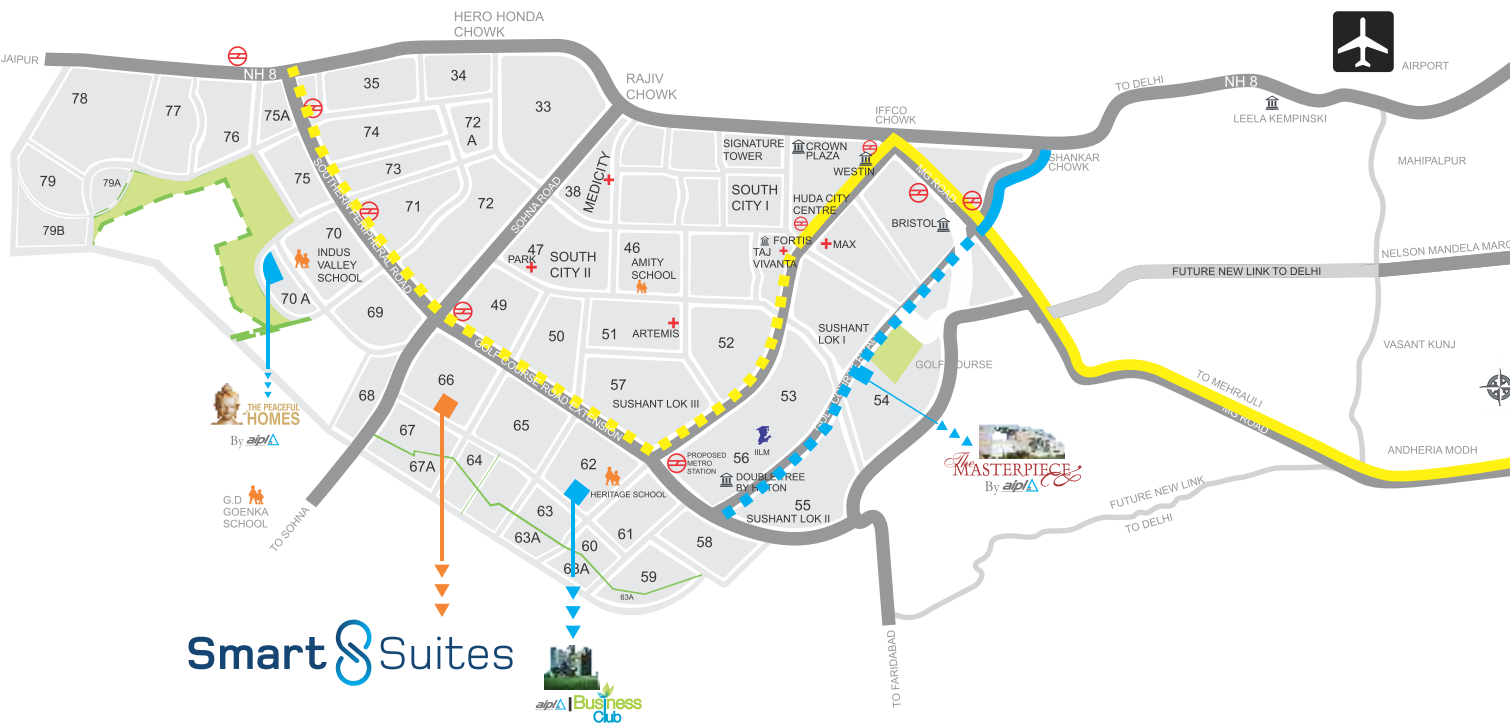 HERO HONDA
CHOWK
JAIPUR
NH 8
RAJIV
CHOWK
AIRPORT
TO DELHI
NH 8
LEELA KEMPINSKI
IFFCO
CHOWK
SHANKAR
CHOWK
MAHIPALPUR
78
77
76
75A
35
34
33
74
72
A
73
75
79
79A
79B
SOUTHERN PERIPHERAL ROAD
71
72
70
INDUS
VALLEY
SCHOOL
70 A
69
SOHNA ROAD
38
MEDICITY
SIGNATURE
TOWER
CROWN
PLAZA
WESTIN
SOUTH
CITY I
HUDA CITY
CENTRE
MG ROAD
BRISTOL
FORTIS
TAJ
VIVANTA
MAX
47
PARK
SOUTH
CITY II
46
AMITY
SCHOOL
49
50
51
ARTEMIS
52
SUSHANT
LOK I
NELSON MANDELA MARG
FUTURE NEW LINK TO DELHI
VASANT KUNJ
GOLF COURSE ROAD EXTENSION
57
SUSHANT LOK III
53
54
TO MEHRAULI
MG ROAD
ANDHERIA MODH
68
66
65
67
67A
64
62
HERITAGE SCHOOL
PROPOSED
METRO
STATION
56
IILM
55
SUSHANT LOK II
63
63A
60
61
58
59
63A
63A
THE PEACEFUL
HOMES
By aipl
G.D
GOENKA
SCHOOL
TO SOHNA
The
MASTERPIECE
By aipl
FUTURE NEW LINK
TO DELHI
TO FARIDABAD
Smart Suites
aipl | Business
Club